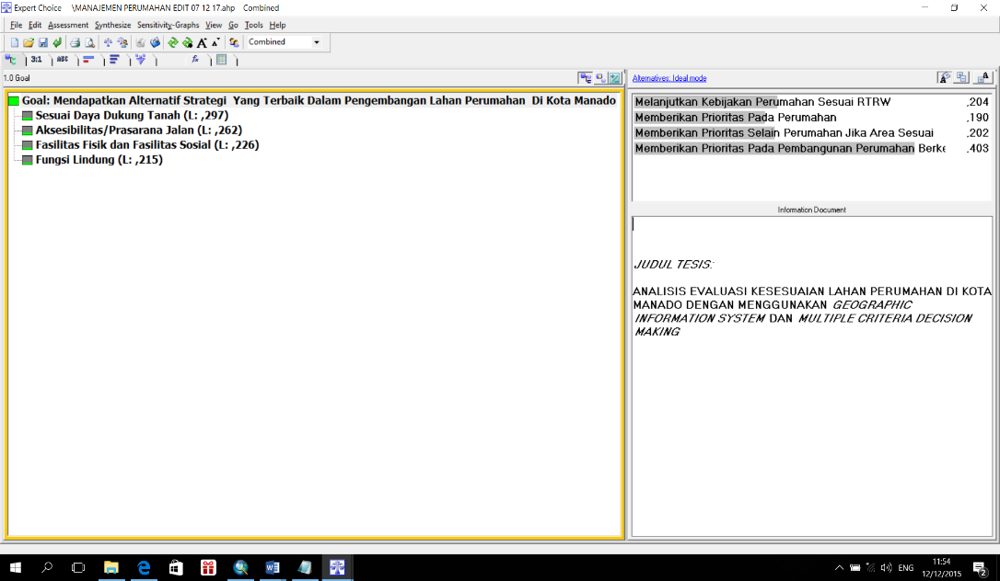 Expert Choice \MANAJEMEN PERUMAHAN EDIT 07 12 17.ahp Combined
File Edit Assessment Synthesize Sensitivity-Graphs View Go Tools Help
Combined
3:1 ABC
1.0 Goal
Goal: Mendapatkan Alternatif Strategi Yang Terbaik Dalam Pengembangan Lahan Perumahan Di Kota Manado
Sesuai Daya Dukung Tanah (L: ,297)
Aksesibilitas/Prasarana Jalan (L: ,262)
Fasilitas Fisik dan Fasilitas Sosial (L: ,226)
Fungsi Lindung (L: ,215)
Alternatives: Ideal mode
Melanjutkan Kebijakan Perumahan Sesuai RTRW ,204
Memberikan Prioritas Pada Perumahan ,190
Memberikan Prioritas Selain Perumahan Jika Area Sesuai ,202
Memberikan Prioritas Pada Pembangunan Perumahan Berke ,403
Information Document
JUDUL TESIS:
ANALISIS EVALUASI KESESUAIAN LAHAN PERUMAHAN DI KOTA
MANADO DENGAN MENGGUNAKAN GEOGRAPHIC
INFORMATION SYSTEM DAN MULTIPLE CRITERIA DECISION
MAKING
ENG
11:54
12/12/2015
2